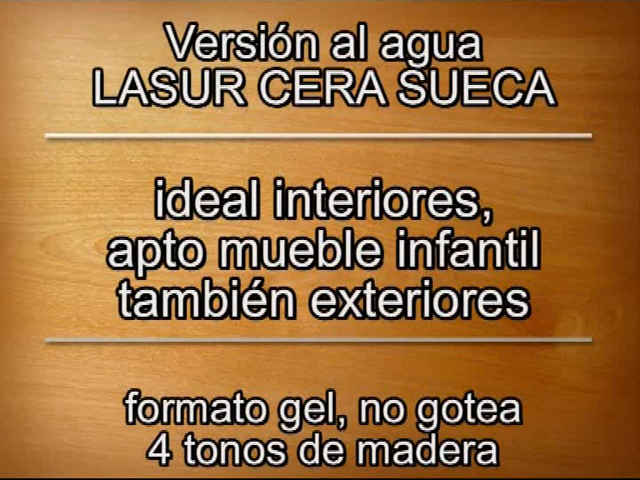 Versión al agua
LASUR CERA SUECA
ideal interiores,
apto mueble infantil
también exteriores
formato gel, no gotea
4 tonos de madera